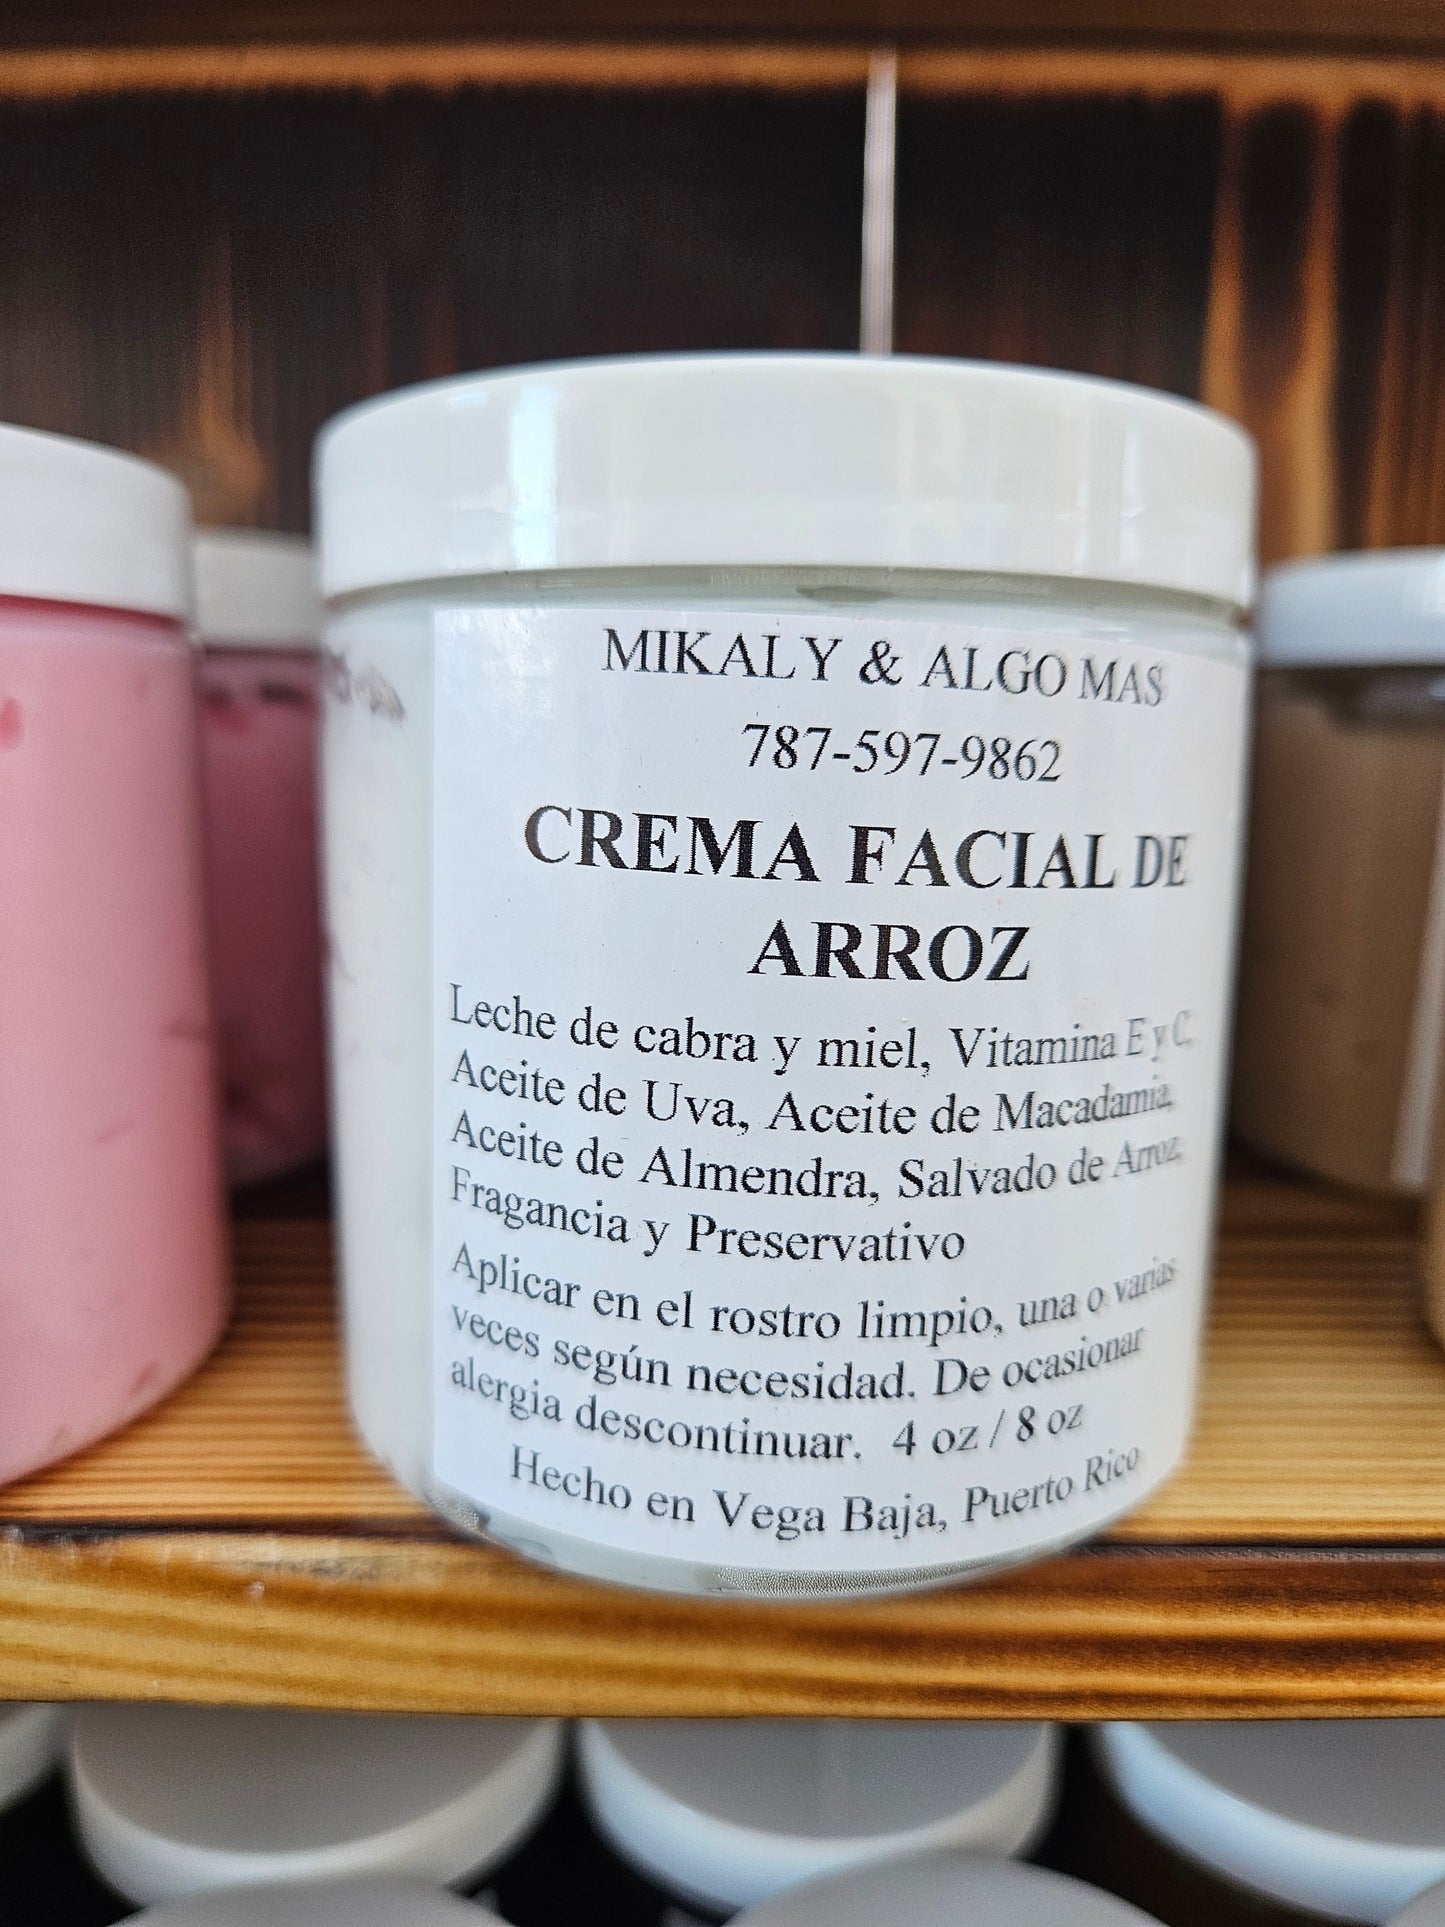 MIKALY & ALGO MAS
787-597-9862
CREMA FACIAL DE
ARROZ
Leche de cabra y miel, Vitamina E y C,
Aceite de Uva, Aceite de Macadamia,
Aceite de Almendra, Salvado de Arroz,
Fragancia y Preservativo
Aplicar en el rostro limpio, una o varias
veces según necesidad. De ocasionar
alergia descontinuar. 4 oz / 8 oz
Hecho en Vega Baja, Puerto Rico